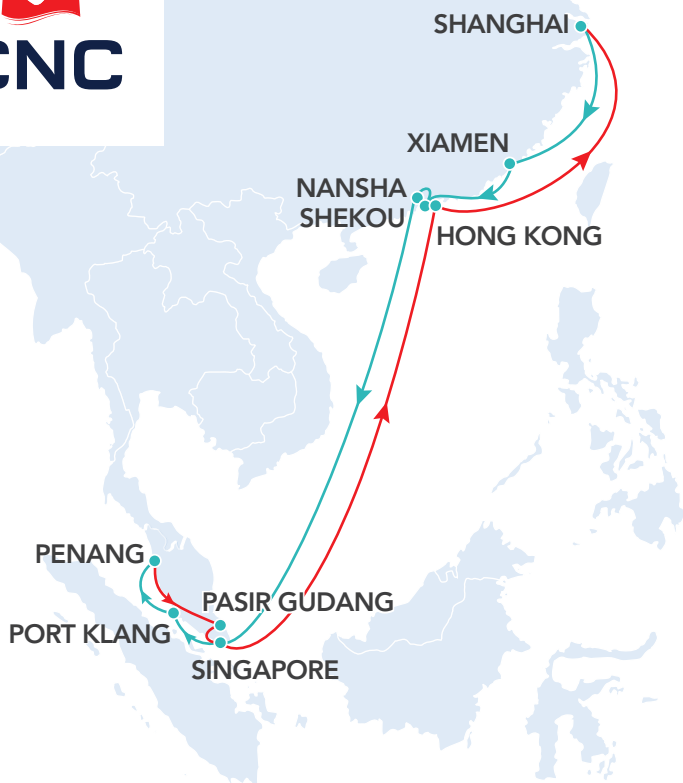 CNC
SHANGHAI
XIAMEN
NANSHA
SHEKOU
HONG KONG
PENANG
PASIR GUDANG
PORT KLANG
SINGAPORE